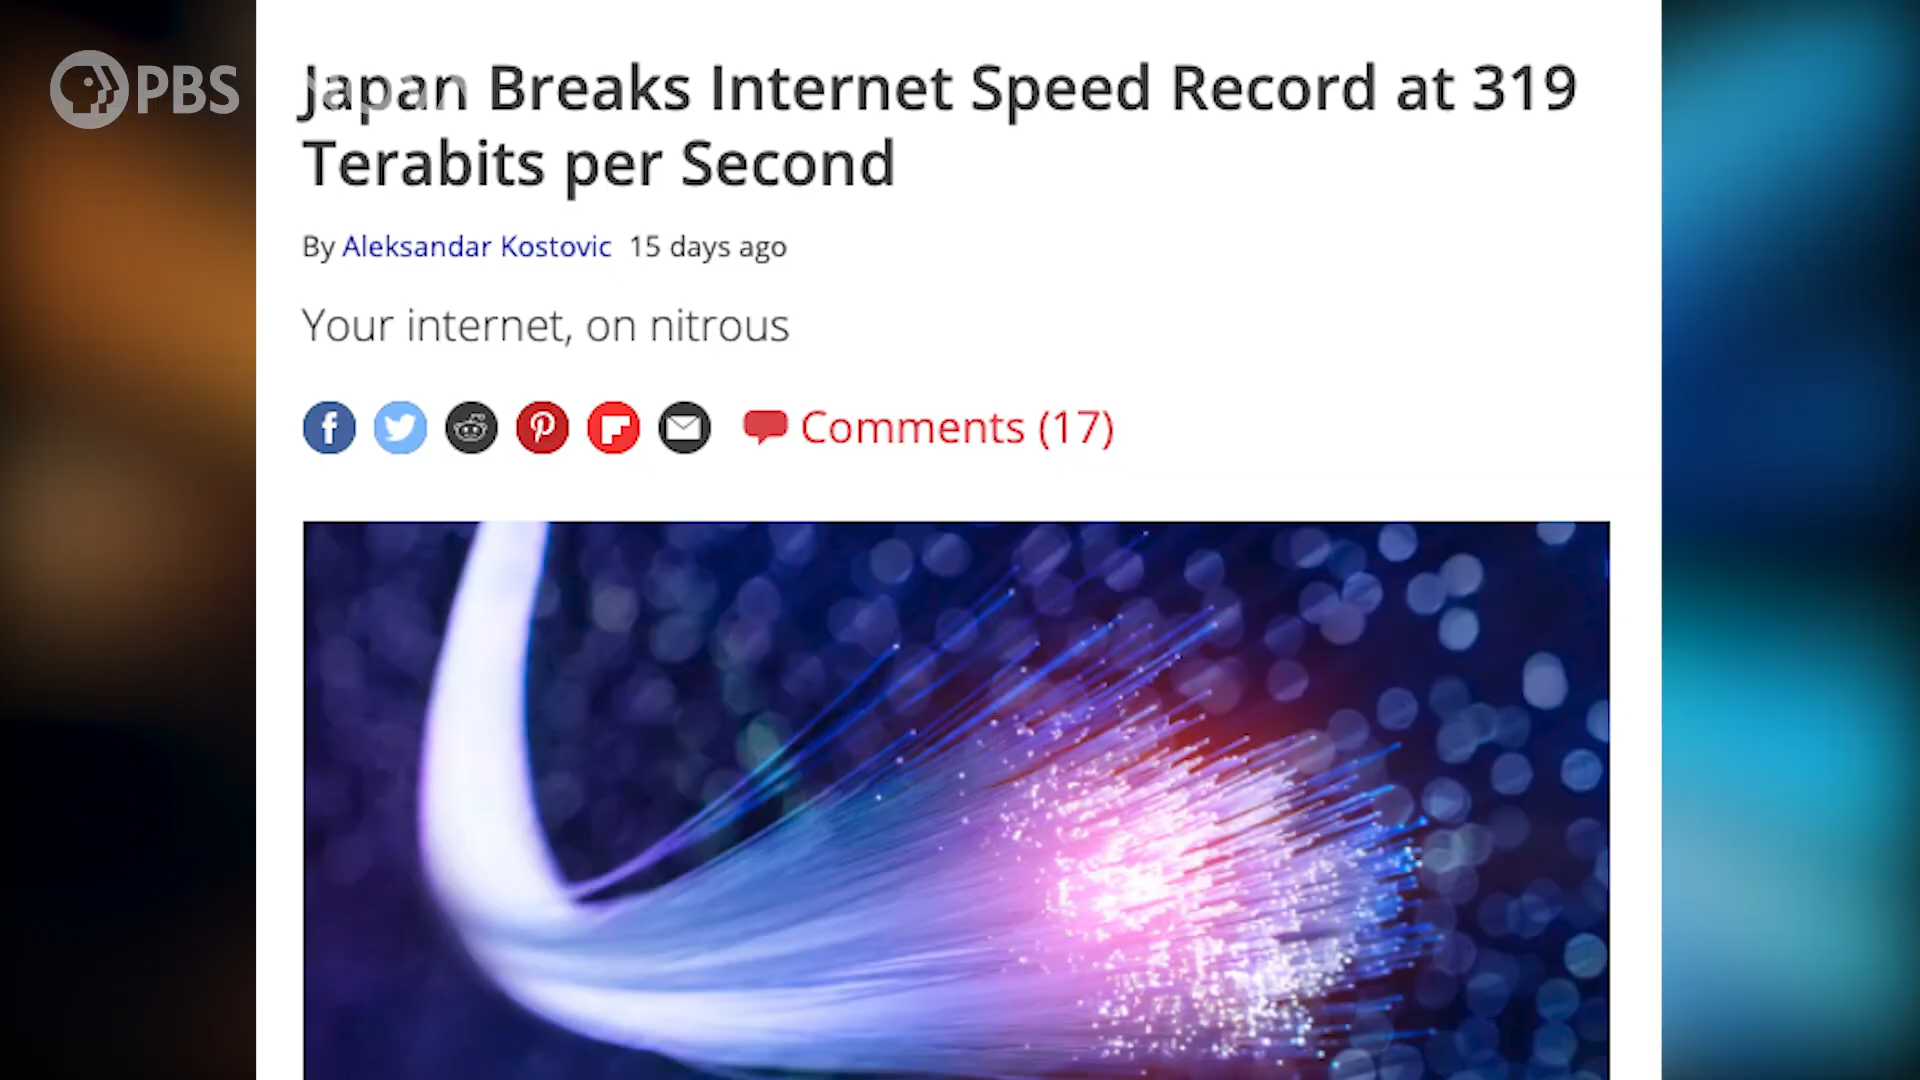 PBS
Japan Breaks Internet Speed Record at 319
Terabits per Second
By Aleksandar Kostovic 15 days ago
Your internet, on nitrous
Comments (17)